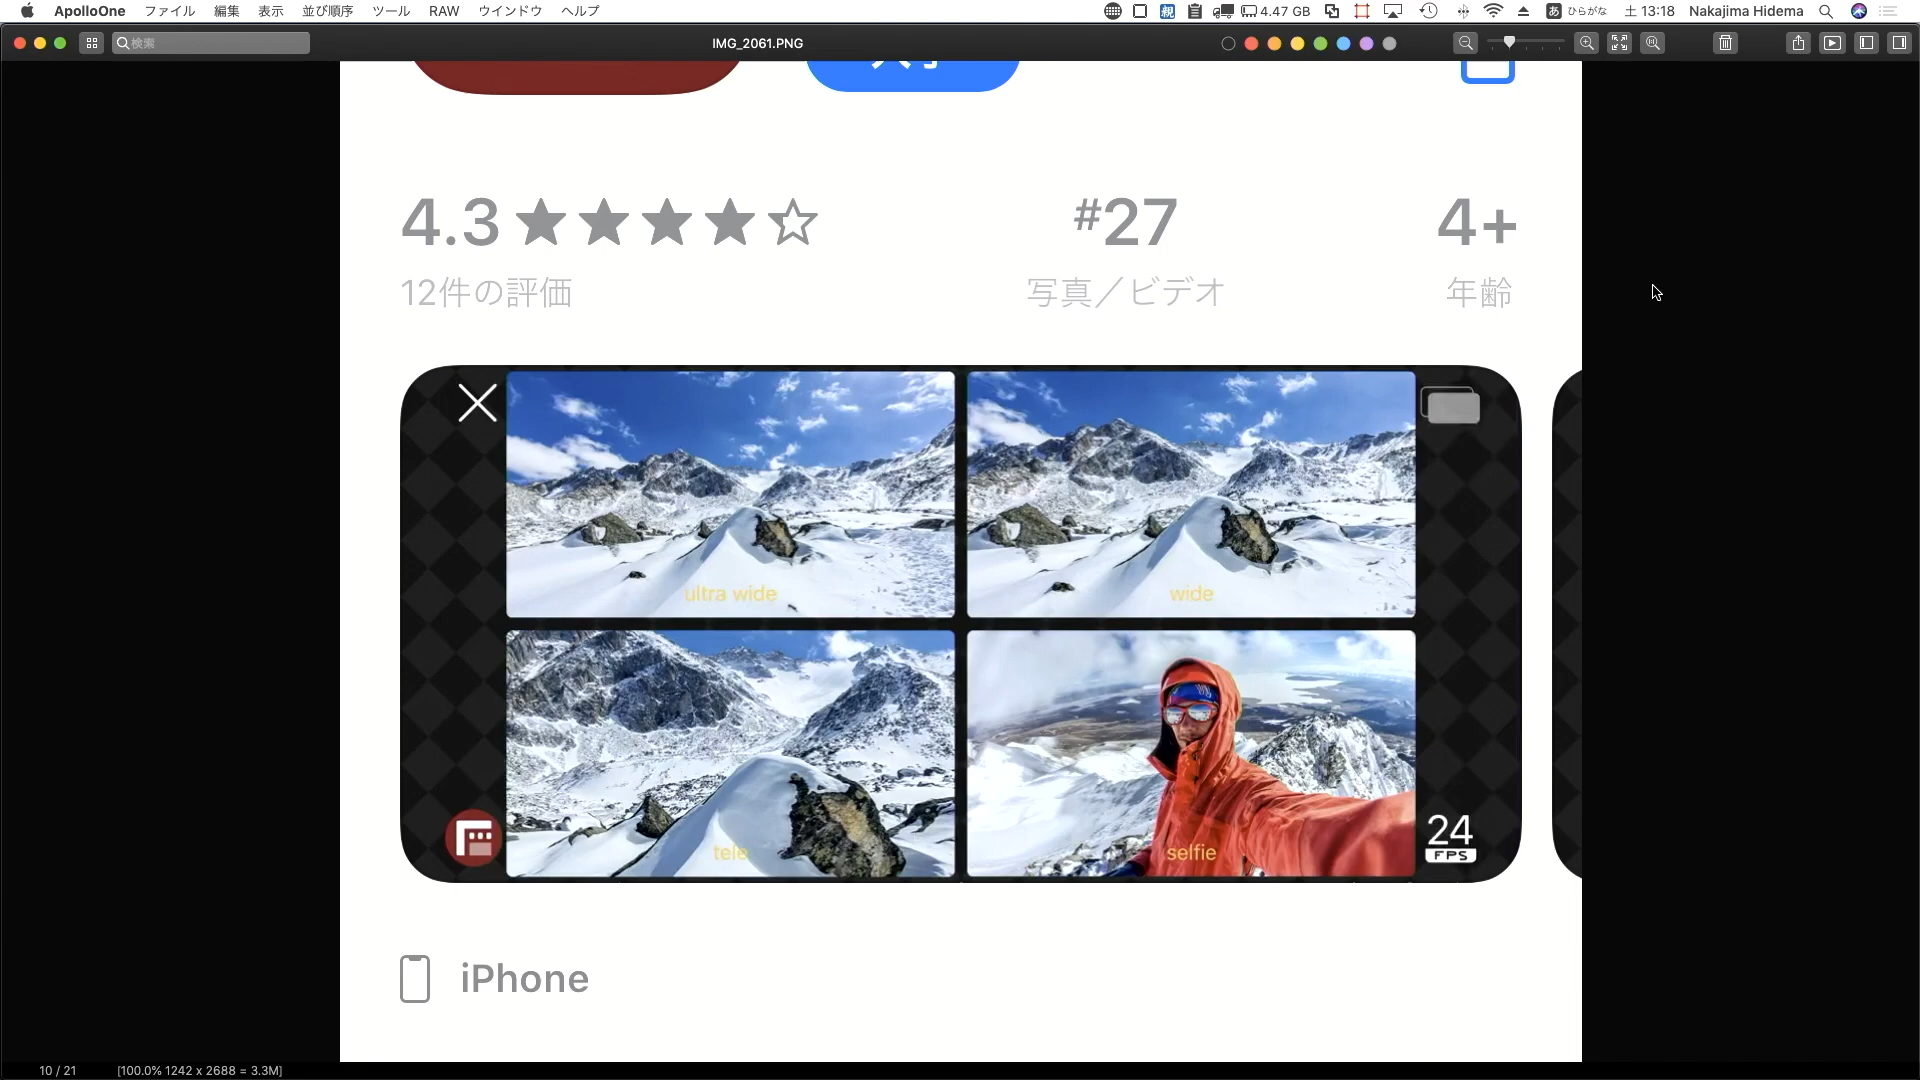 ApolloOne ファイル 編集 表示 並び順序 ツール RAW ウインドウ ヘルプ 4.47 GB あ ひらがな 土 13:18 Nakajima Hidema
検索 IMG_2061.PNG
4.3 #27 4+
12件の評価 写真／ビデオ 年齢
ultra wide wide
24
FPS
tele selfie
iPhone
10 / 21 [100.0% 1242 x 2688 = 3.3M]